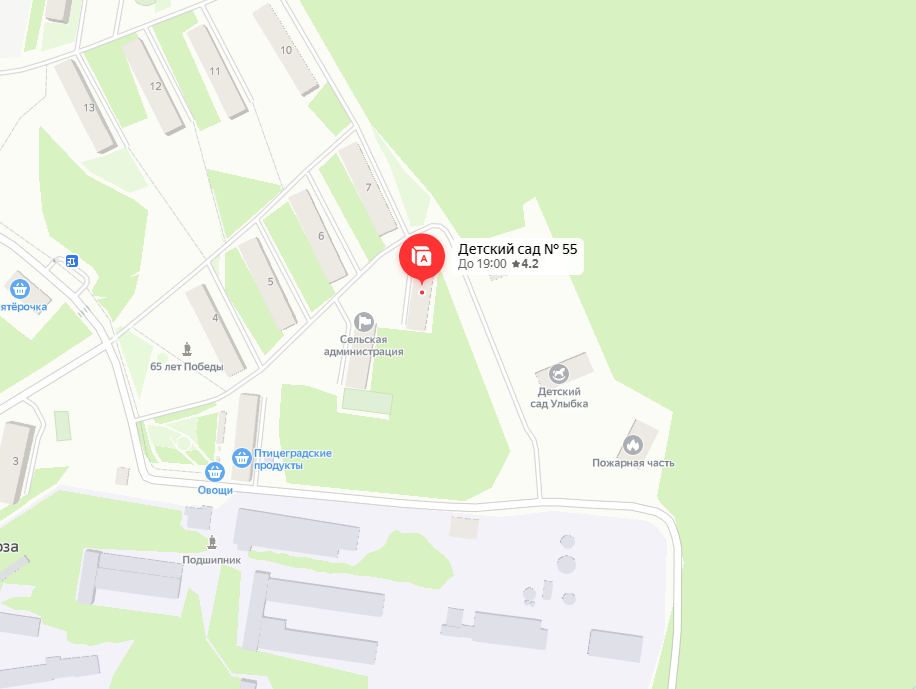 10
11
12
13
7
6
5
4
Детский сад № 55
До 19:00 ★4.2
ятёрочка
Сельская
администрация
65 лет Победы
Детский
сад Улыбка
Птицеградские
продукты
Пожарная часть
3
Овощи
оза
Подшипник